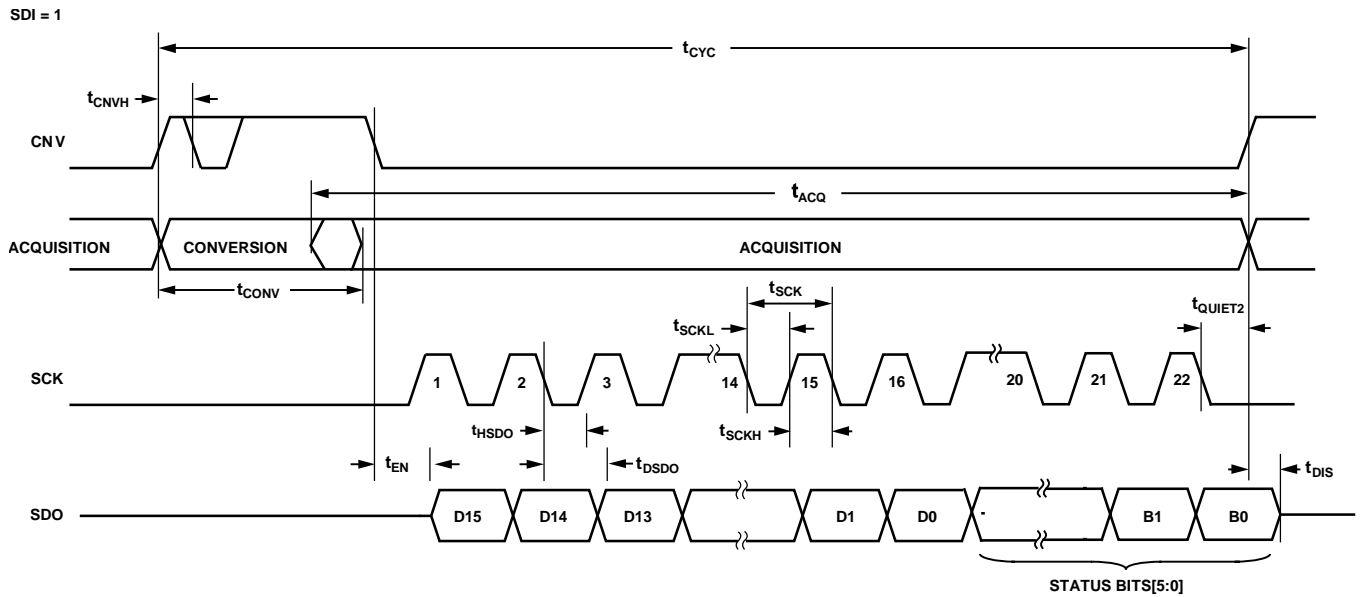 SDI = 1
tCYC
tCNVH
CNV
tACQ
ACQUISITION CONVERSION ACQUISITION
tCONV
tSCK
tQUIET2
tSCKL
SCK 1 2 3 14 15 16 20 21 22
tHSDO tSCKH
tEN tDSDO tDIS
SDO D15 D14 D13 D1 D0 - B1 B0
STATUS BITS[5:0]